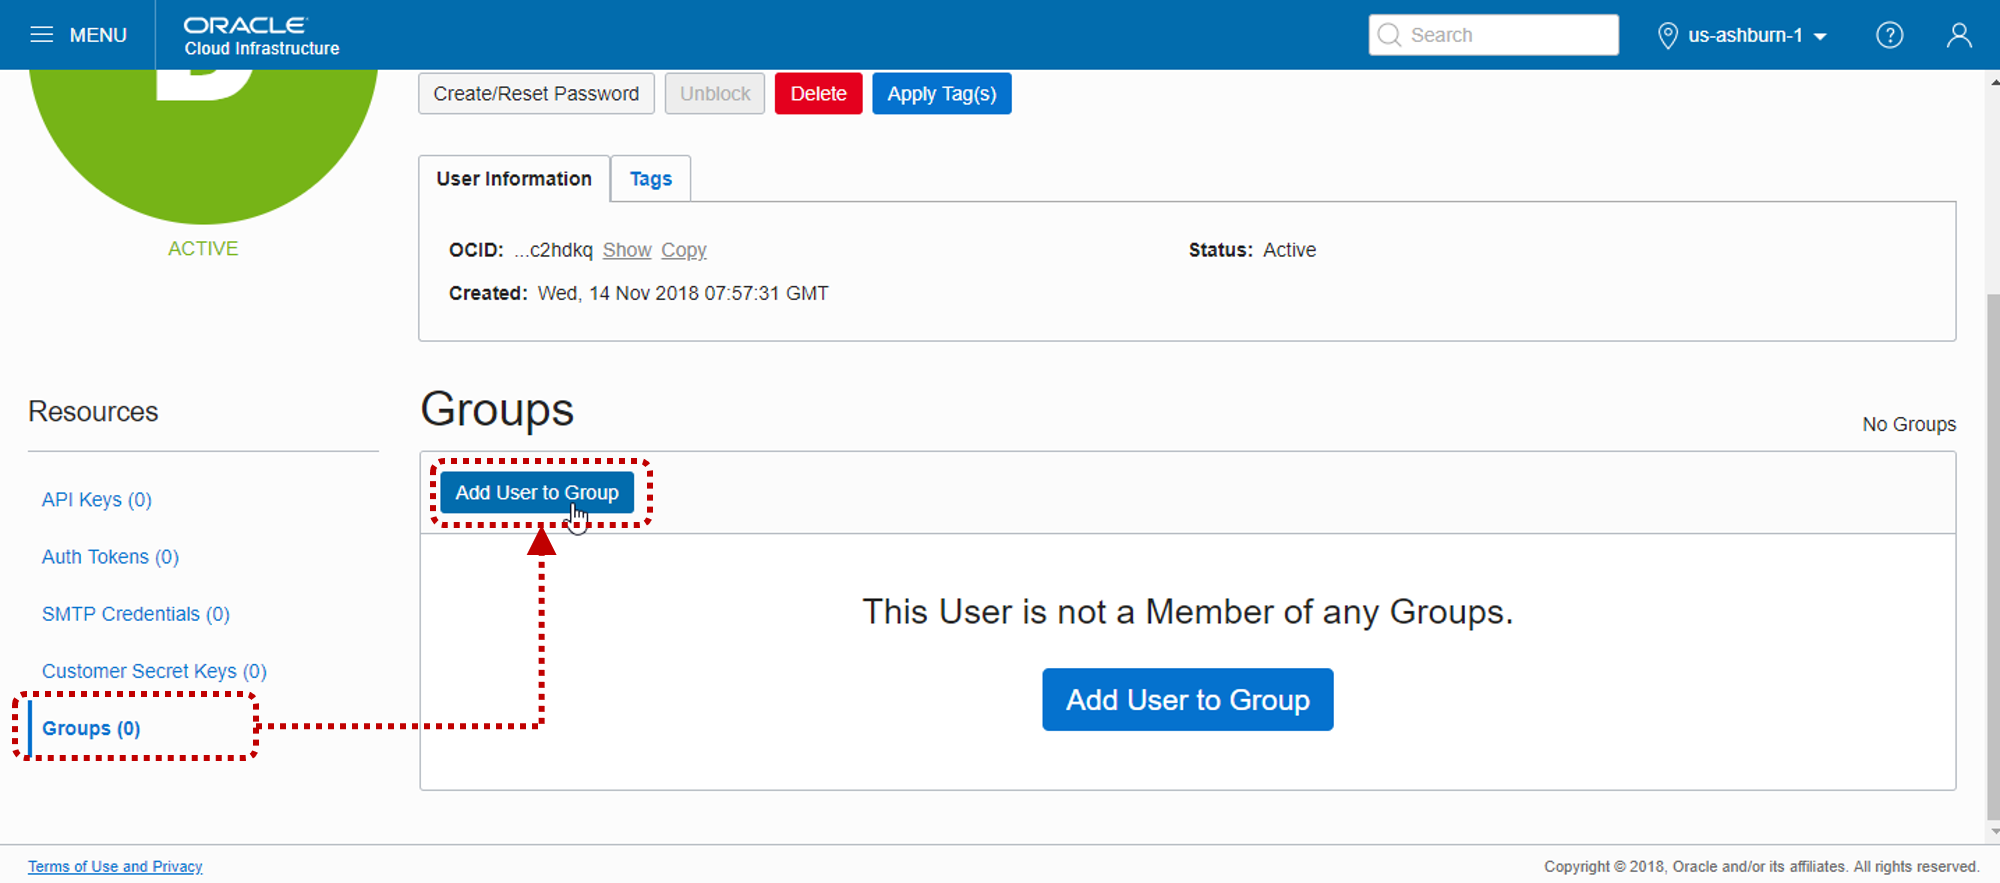 MENU
ORACLE
Cloud Infrastructure
Search
us-ashburn-1
?
Create/Reset Password
Unblock
Delete
Apply Tag(s)
ACTIVE
User Information
Tags
OCID: ...c2hdkq Show Copy
Status: Active
Created: Wed, 14 Nov 2018 07:57:31 GMT
Resources
API Keys (0)
Auth Tokens (0)
SMTP Credentials (0)
Customer Secret Keys (0)
Groups (0)
Groups
No Groups
Add User to Group
This User is not a Member of any Groups.
Add User to Group
Terms of Use and Privacy
Copyright © 2018, Oracle and/or its affiliates. All rights reserved.